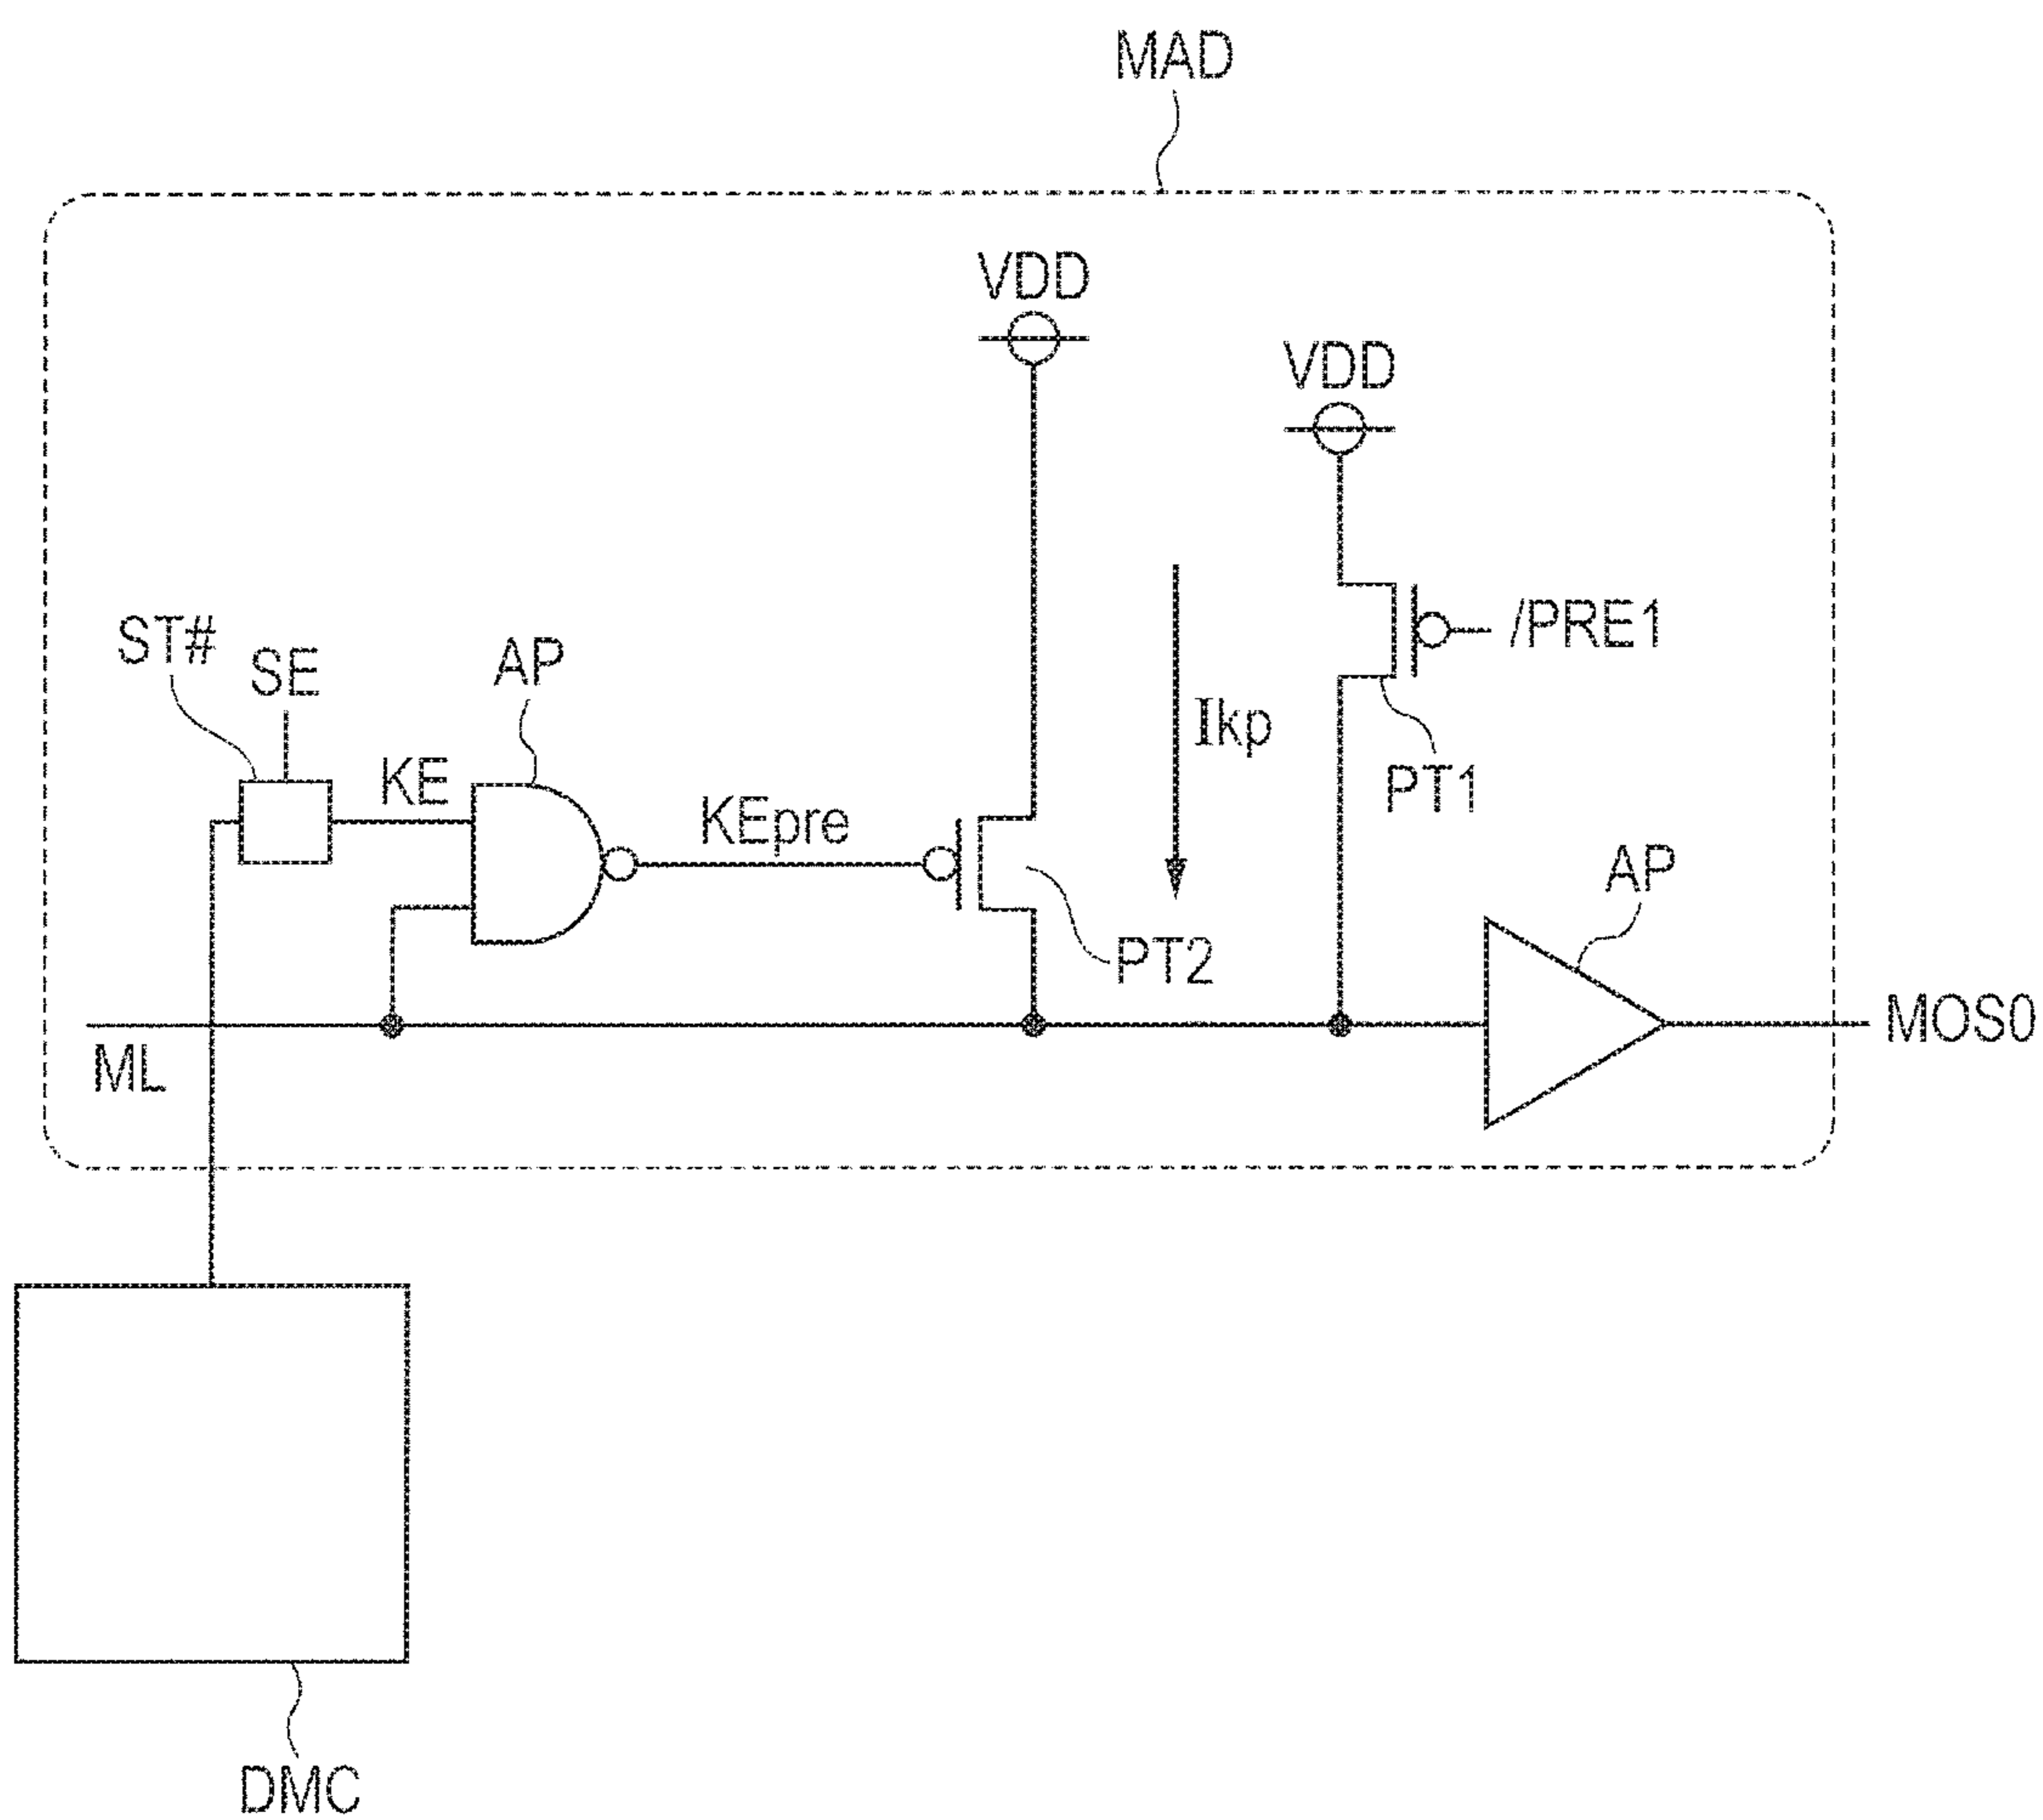 MAD
VDD
VDD
ST#
SE
AP
/PRE1
KE
KEpre
Ikp
PT1
AP
PT2
MOS0
ML
DMC